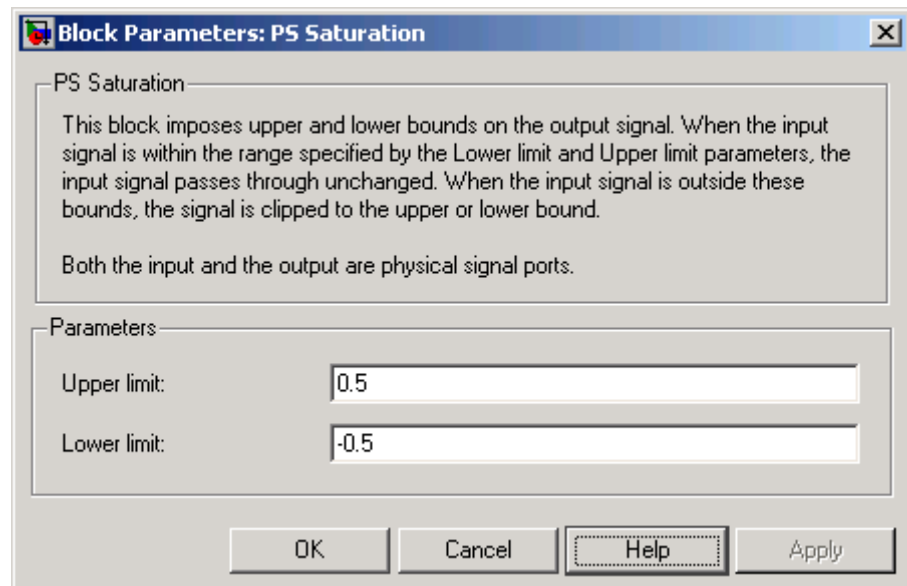 Block Parameters: PS Saturation
PS Saturation
This block imposes upper and lower bounds on the output signal. When the input
signal is within the range specified by the Lower limit and Upper limit parameters, the
input signal passes through unchanged. When the input signal is outside these
bounds, the signal is clipped to the upper or lower bound.
Both the input and the output are physical signal ports.
Parameters
Upper limit: 0.5
Lower limit: -0.5
OK Cancel Help Apply